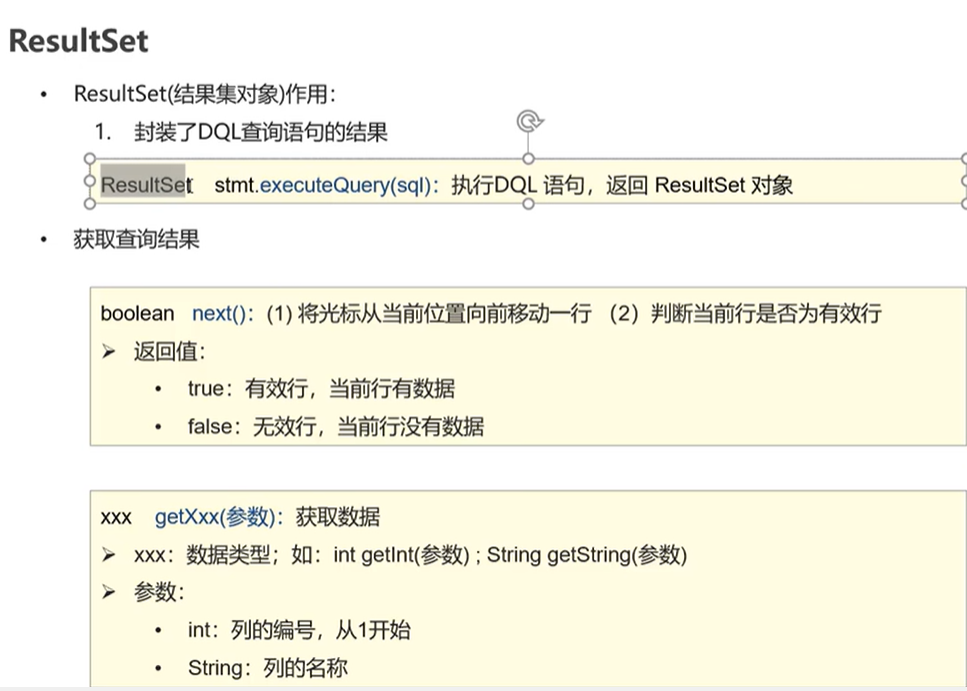 ResultSet
• ResultSet(结果集对象)作用：
1. 封装了DQL查询语句的结果
ResultSet stmt.executeQuery(sql)：执行DQL 语句，返回 ResultSet 对象
• 获取查询结果
boolean next()：(1) 将光标从当前位置向前移动一行 （2）判断当前行是否为有效行
➢ 返回值：
• true：有效行，当前行有数据
• false：无效行，当前行没有数据
xxx getXxx(参数)：获取数据
➢ xxx：数据类型；如：int getInt(参数) ; String getString(参数)
➢ 参数：
• int：列的编号，从1开始
• String：列的名称